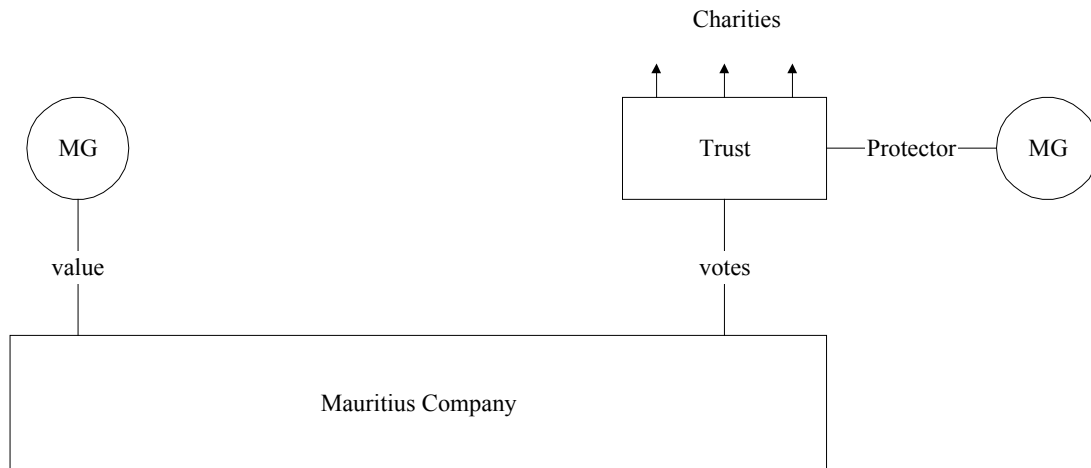 Charities
MG
Trust
Protector
MG
value
votes
Mauritius Company